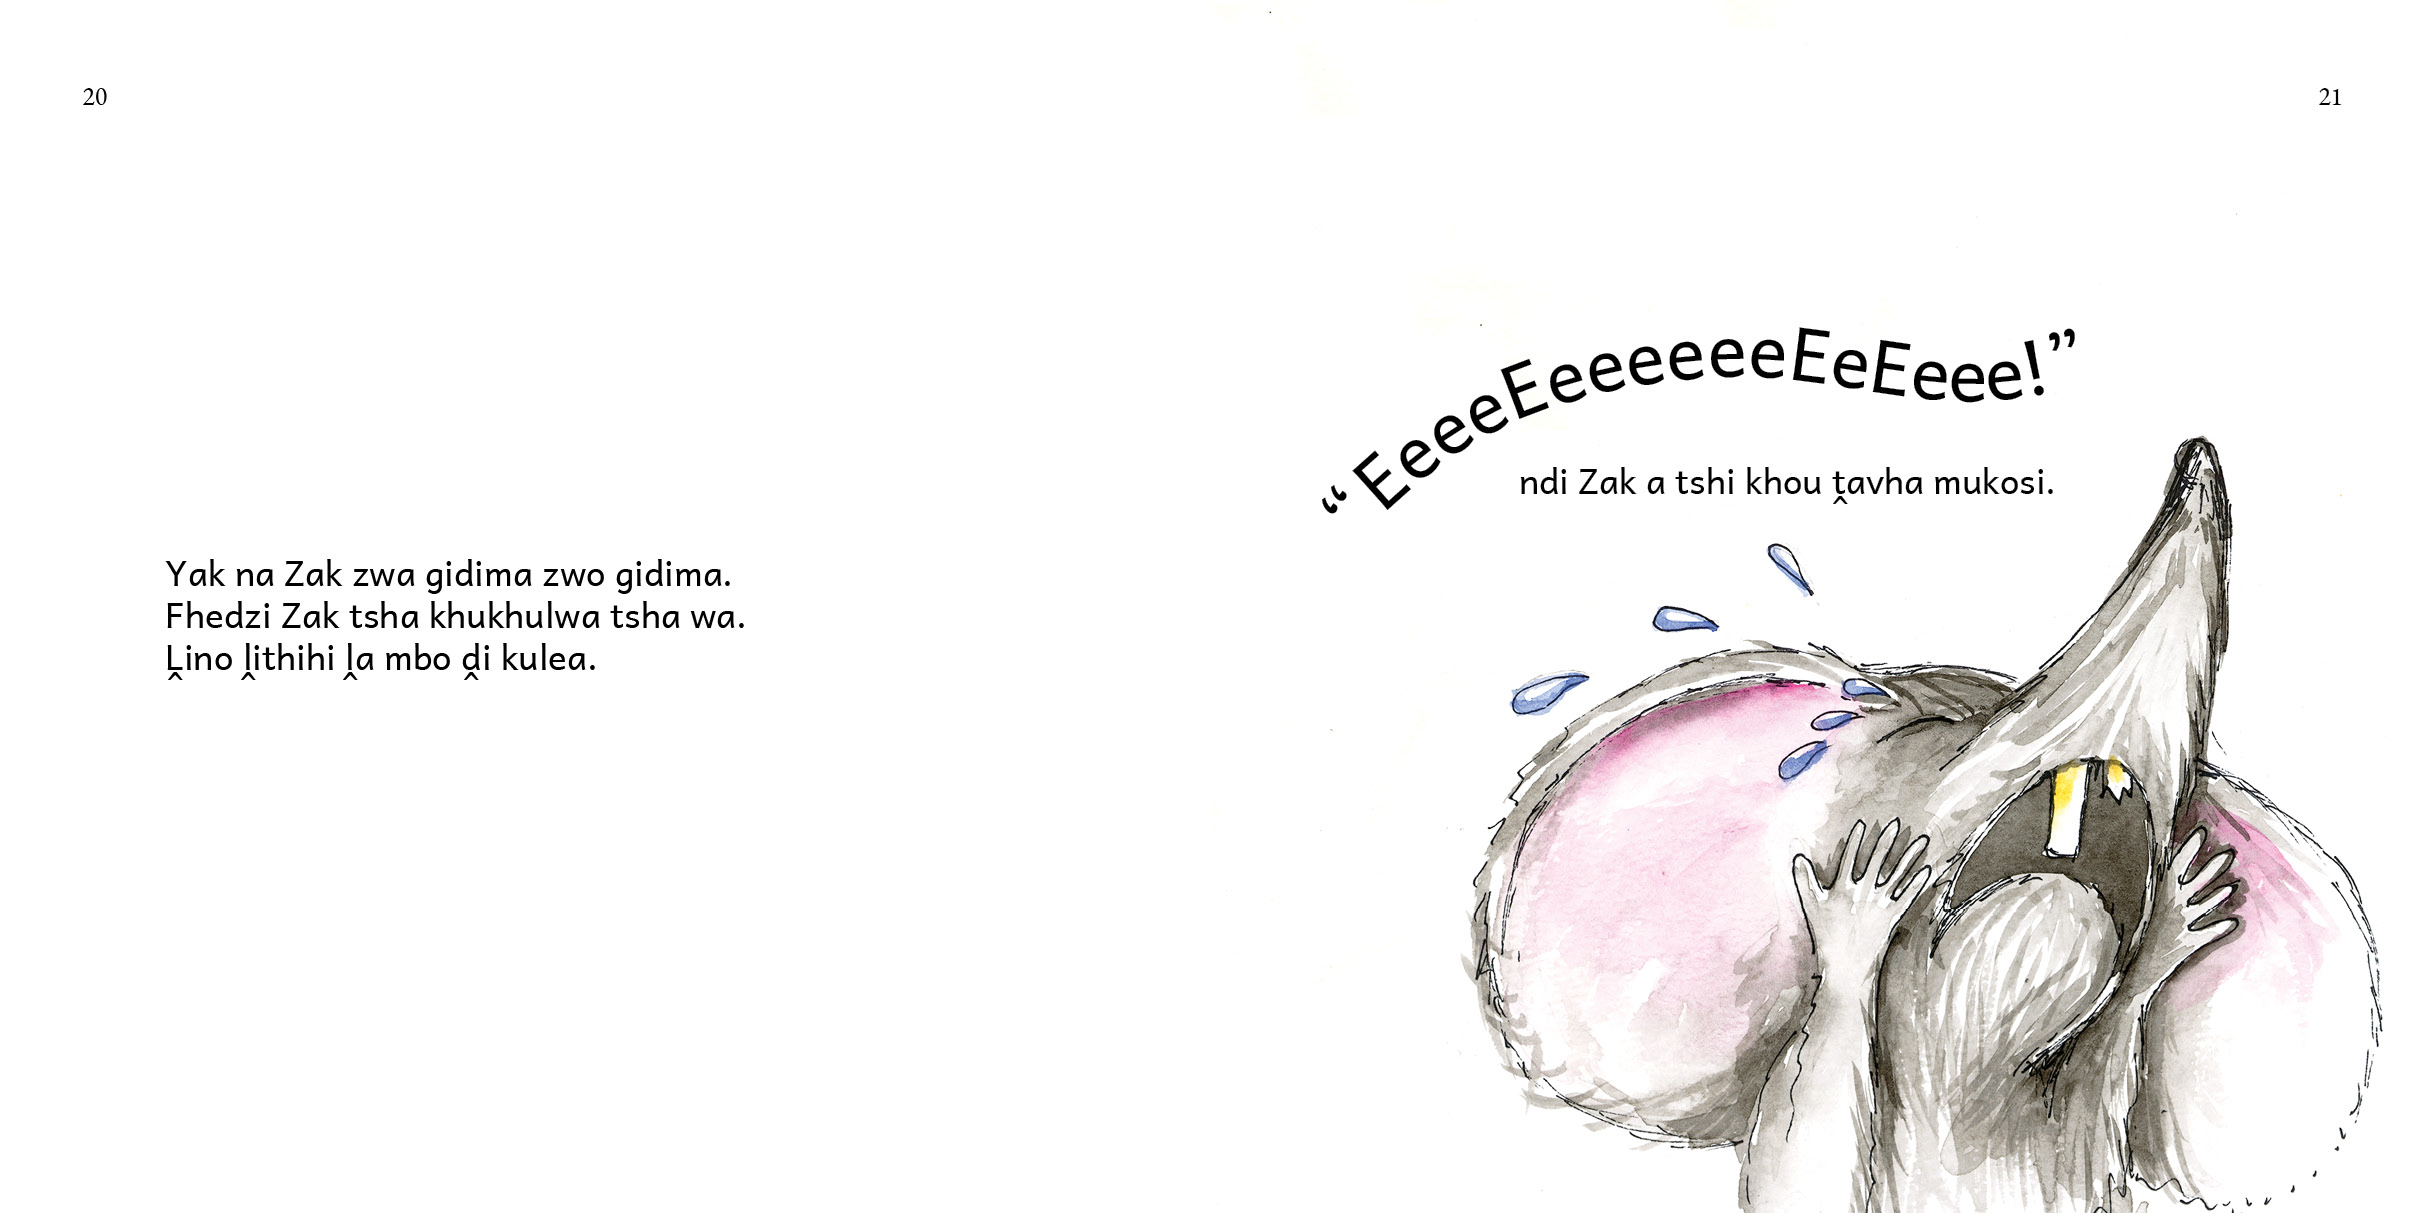 20
Yak na Zak zwa gidima zwo gidima.
Fhedzi Zak tsha khukhulwa tsha wa.
Ḽino ḽithihi ḽa mbo ḓi kulea.
21
“EeeeEeeeeeeEeEeee!”
ndi Zak a tshi khou ṱavha mukosi.